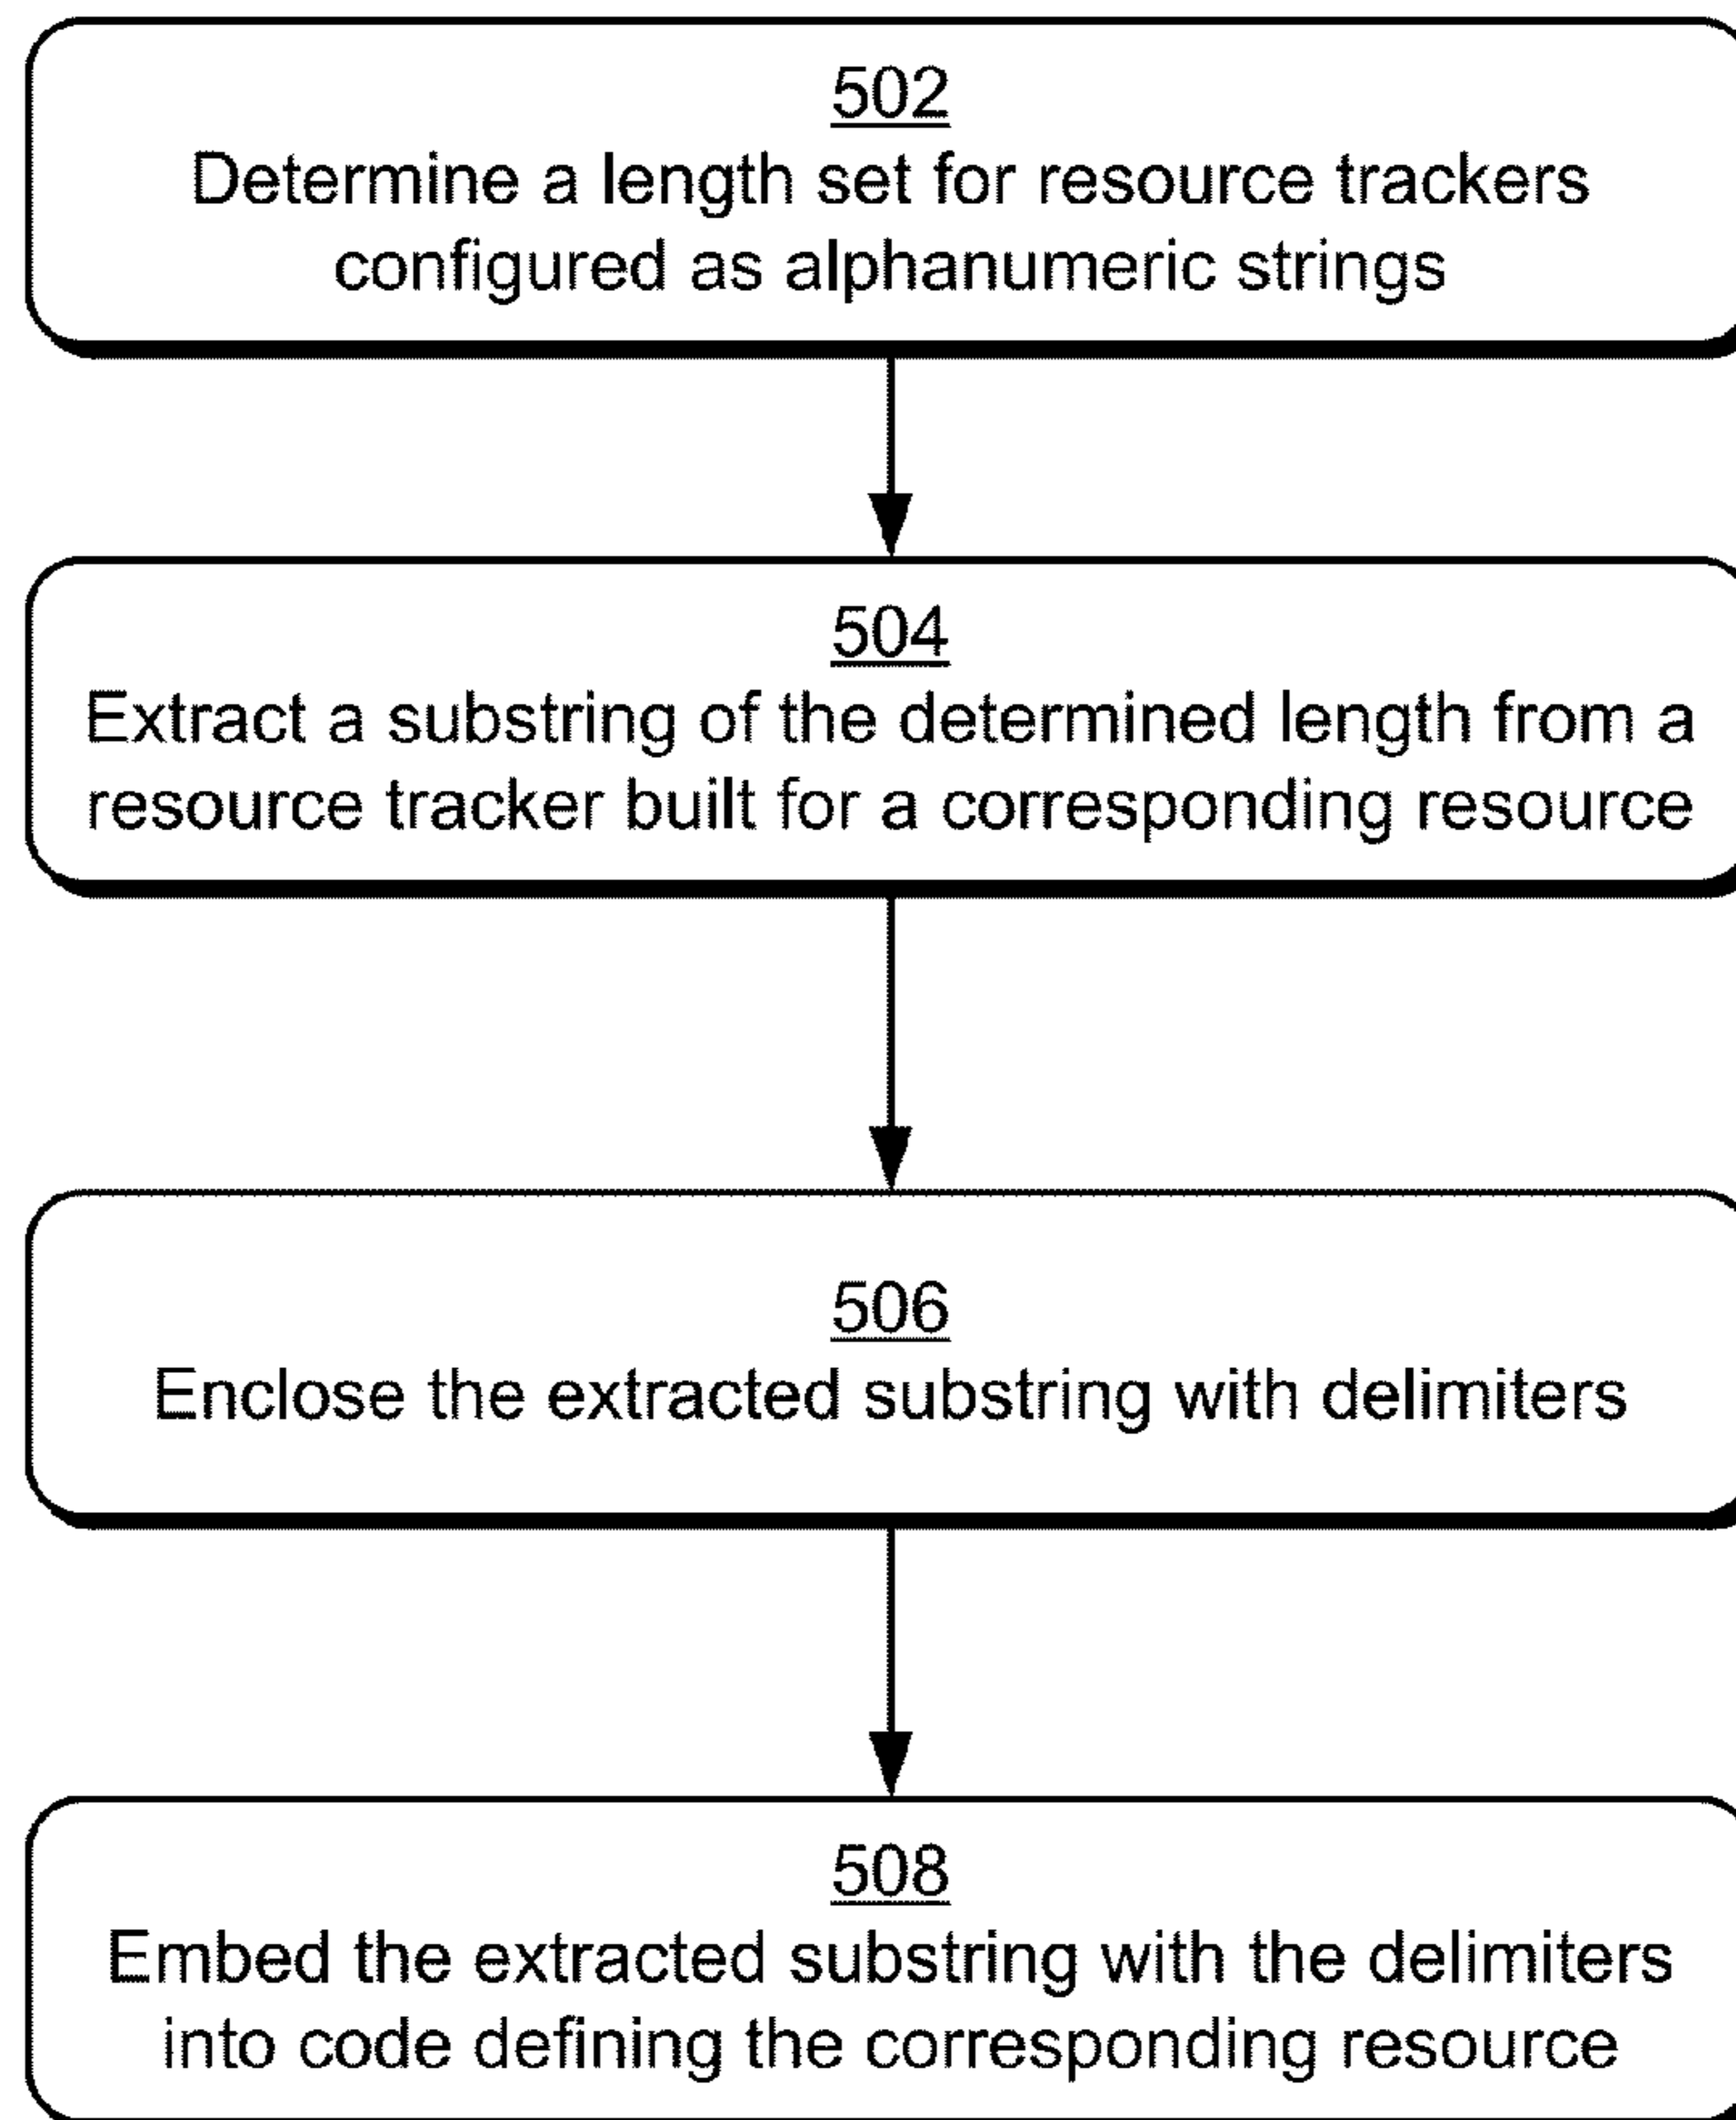 502
Determine a length set for resource trackers
configured as alphanumeric strings
504
Extract a substring of the determined length from a
resource tracker built for a corresponding resource
506
Enclose the extracted substring with delimiters
508
Embed the extracted substring with the delimiters
into code defining the corresponding resource